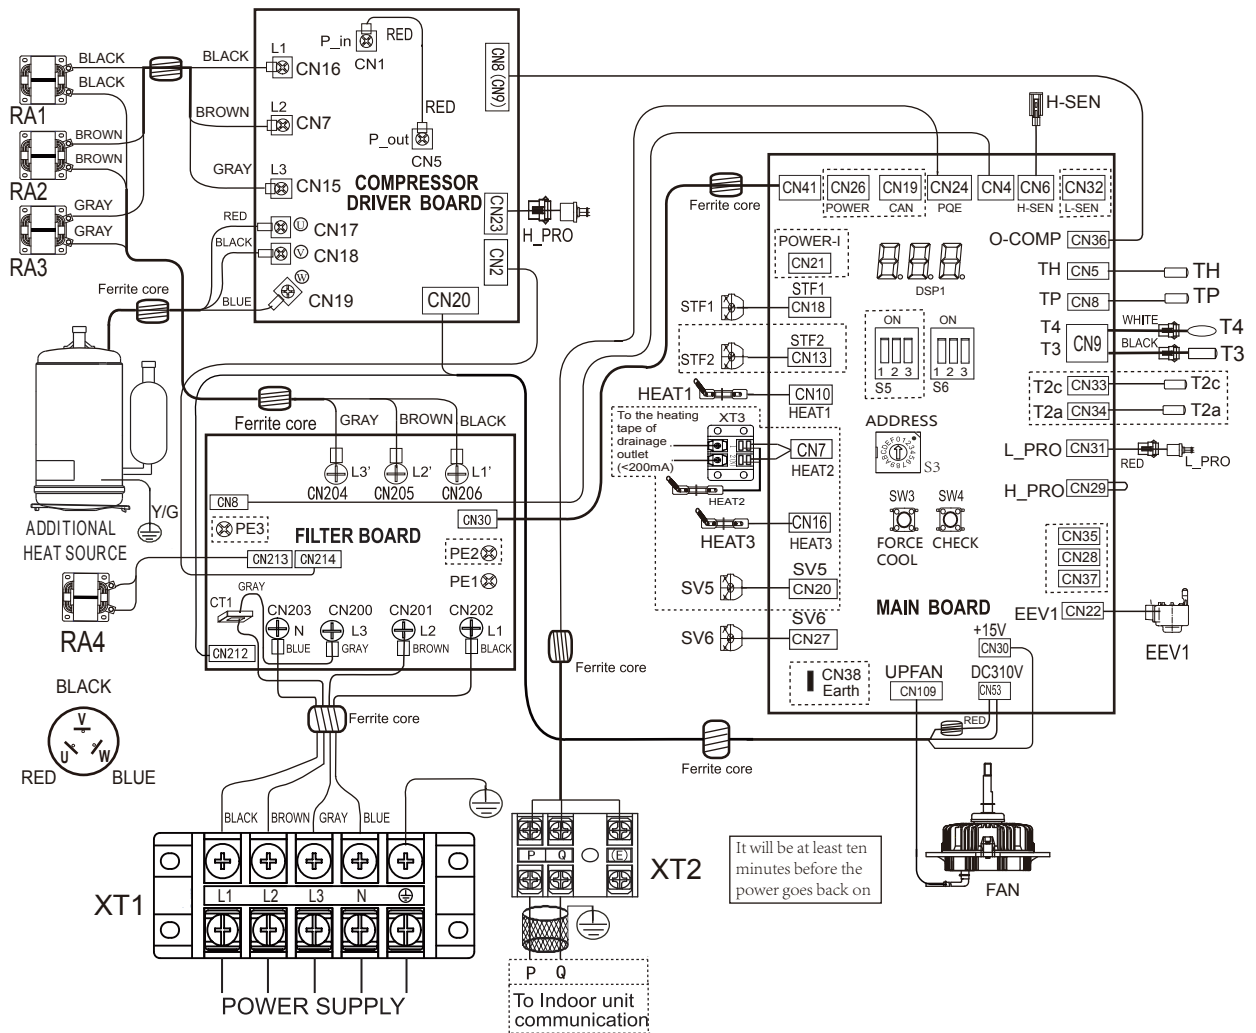 BLACK
BLACK
RA1
BROWN
BROWN
RA2
GRAY
GRAY
RA3
BLACK
BROWN
GRAY
RED
BLACK
BLUE
Ferrite core
L1
CN16
L2
CN7
L3
CN15
U
CN17
V
CN18
W
CN19
P_in
CN1
RED
RED
P_out
CN5
COMPRESSOR
DRIVER BOARD
CN8 (CN9)
CN23
CN2
CN20
H_PRO
Ferrite core
H-SEN
CN41
CN26
POWER
CN19
CAN
CN24
PQE
CN4
CN6
H-SEN
CN32
L-SEN
POWER-I
CN21
DSP1
O-COMP
CN36
TH
CN5
TH
TP
CN8
TP
T4
T3
CN9
WHITE
BLACK
T4
T3
T2c
CN33
T2c
T2a
CN34
T2a
L_PRO
CN31
RED
L_PRO
H_PRO
CN29
CN35
CN28
CN37
EEV1
CN22
EEV1
STF1
STF1
CN18
STF2
STF2
CN13
HEAT1
CN10
HEAT1
To the heating
tape of
drainage
outlet
(<200mA)
XT3
CN7
HEAT2
HEAT2
HEAT3
CN16
HEAT3
SV5
SV5
CN20
SV6
SV6
CN27
CN38
Earth
ON
1 2 3
S5
ON
1 2 3
S6
ADDRESS
S3
SW3
FORCE
COOL
SW4
CHECK
MAIN BOARD
UPFAN
CN109
+15V
CN30
DC310V
CN53
RED
Ferrite core
FAN
ADDITIONAL
HEAT SOURCE
Y/G
RA4
Ferrite core
GRAY
BROWN
BLACK
L3'
CN204
L2'
CN205
L1'
CN206
CN8
CN30
PE3
FILTER BOARD
CN213
CN214
PE2
PE1
CT1
GRAY
CN203
N
BLUE
CN200
L3
GRAY
CN201
L2
BROWN
CN202
L1
BLACK
CN212
Ferrite core
Ferrite core
BLACK
V
U
W
RED
BLUE
BLACK
BROWN
GRAY
BLUE
XT1
L1
L2
L3
N
POWER SUPPLY
P
Q
(E)
XT2
P
Q
To Indoor unit
communication
It will be at least ten
minutes before the
power goes back on